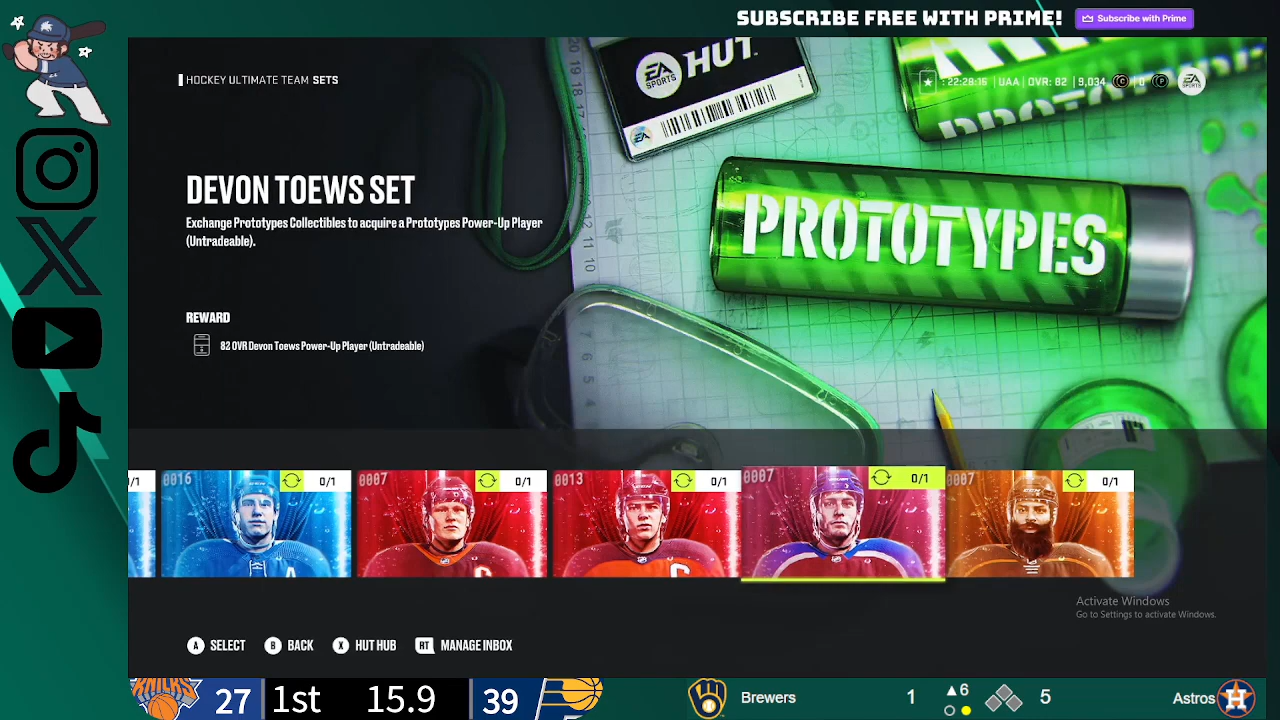 SUBSCRIBE FREE WITH PRIME!
Subscribe with Prime
HOCKEY ULTIMATE TEAM SETS
22:28:16 | UAA | OVR: 82 | 9,034 | 0
EA SPORTS HUT
EA
PROTOTYPES
PROTOTYPES
DEVON TOEWS SET
Exchange Prototypes Collectibles to acquire a Prototypes Power-Up Player
(Untradeable).
REWARD
82 OVR Devon Toews Power-Up Player (Untradeable)
0016 0/1
0007 0/1
0013 0/1
0007 0/1
0007 0/1
A SELECT B BACK X HUT HUB RT MANAGE INBOX
Activate Windows
Go to Settings to activate Windows.
KNICKS 27 1st 15.9 39
Brewers 1 ▲6 5 Astros H